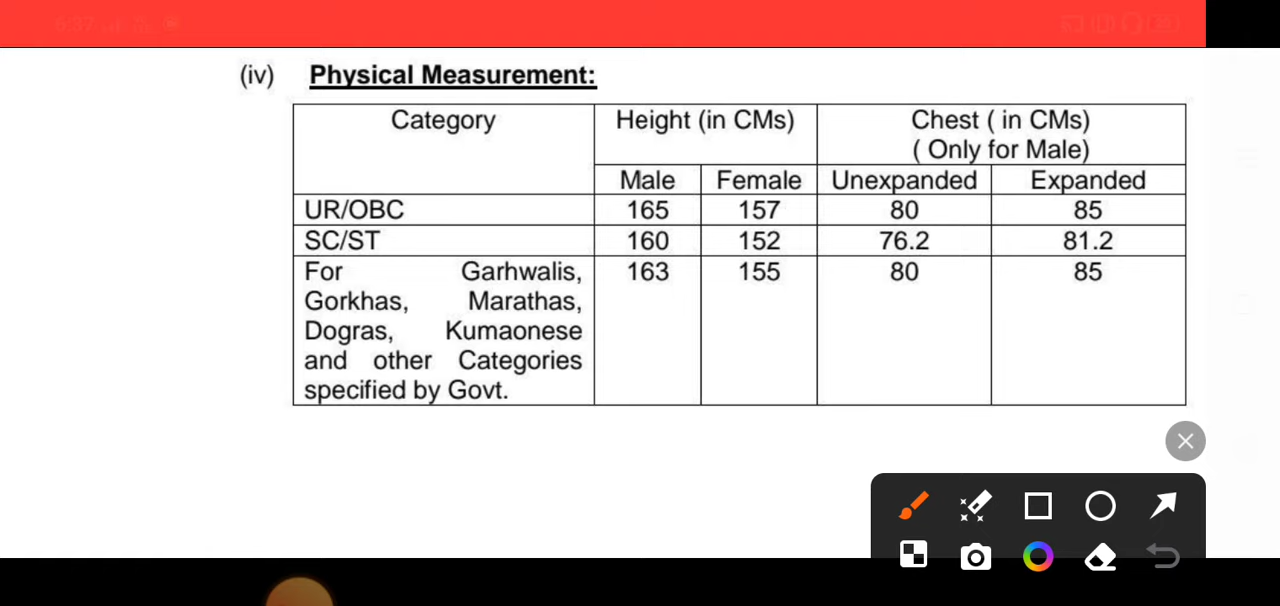 (iv) Physical Measurement:
Category Height (in CMs) Chest ( in CMs)
( Only for Male)
Male Female Unexpanded Expanded
UR/OBC 165 157 80 85
SC/ST 160 152 76.2 81.2
For Garhwalis, 163 155 80 85
Gorkhas, Marathas,
Dogras, Kumaonese
and other Categories
specified by Govt.